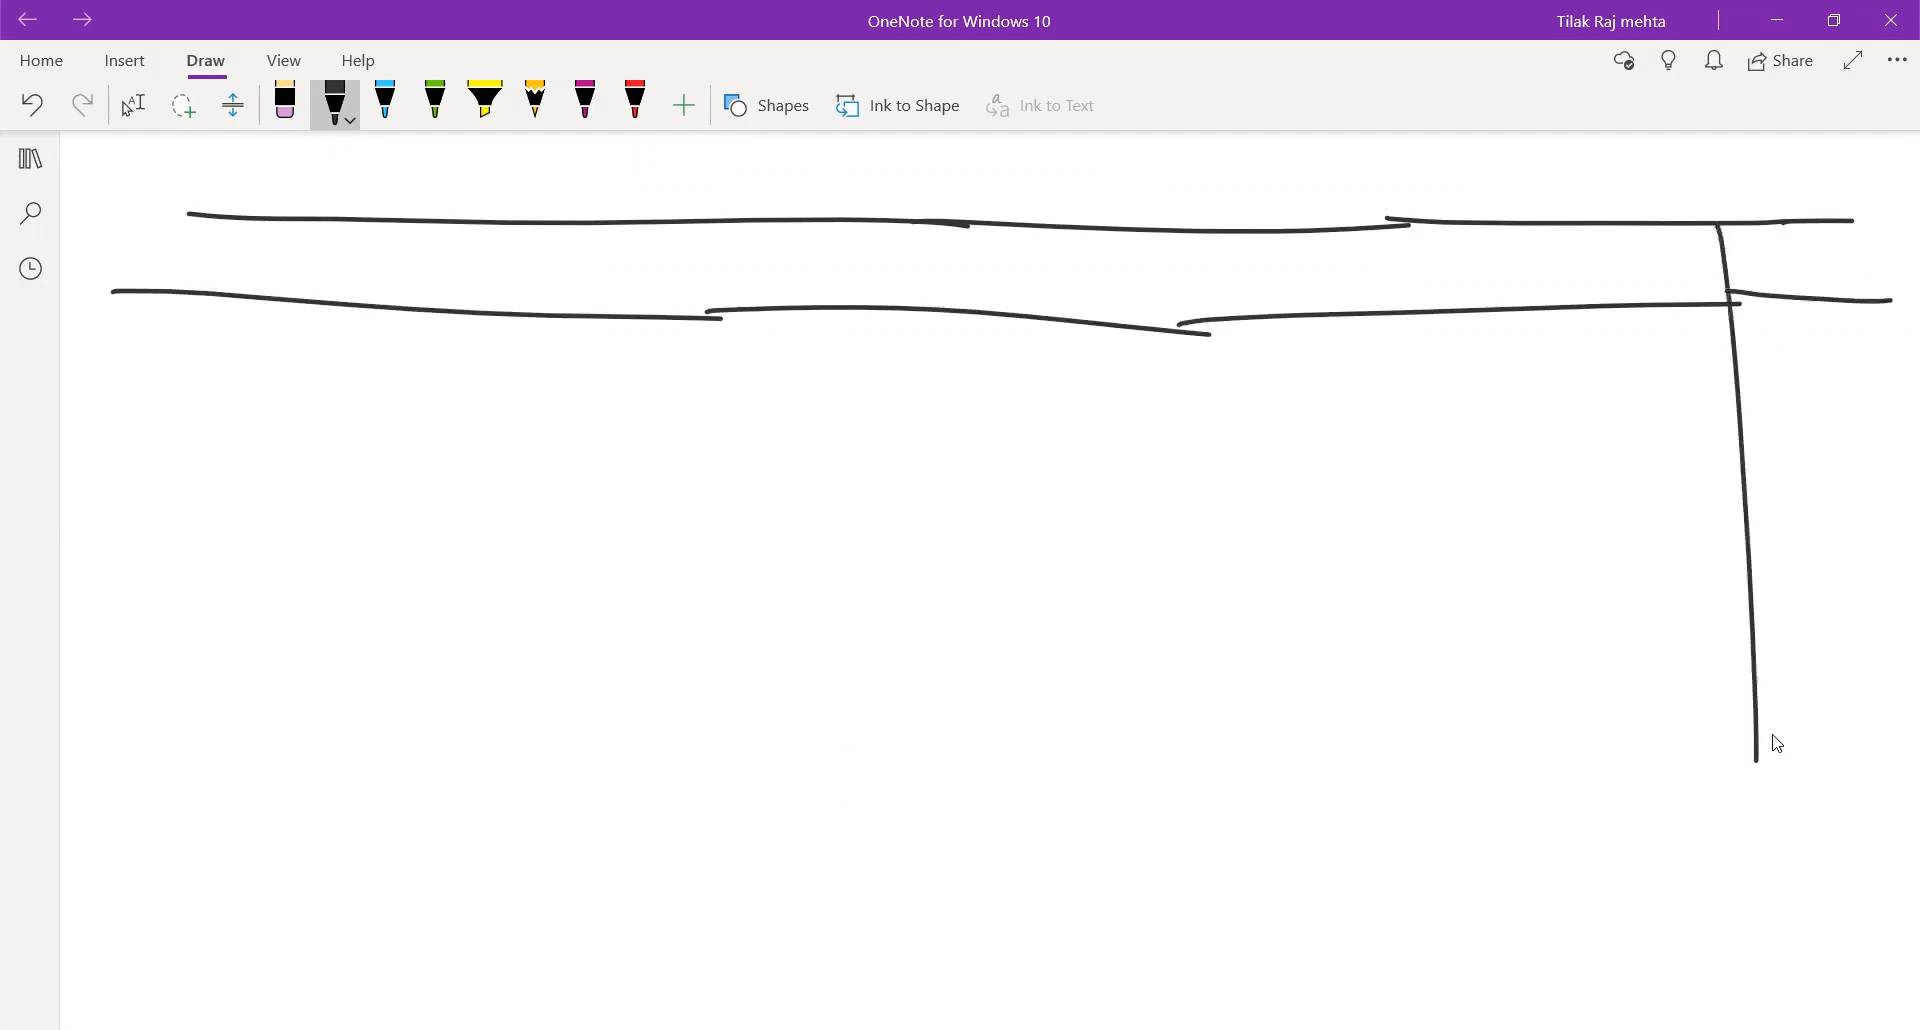 OneNote for Windows 10
Tilak Raj mehta
Home Insert Draw View Help
Share
Shapes Ink to Shape Ink to Text